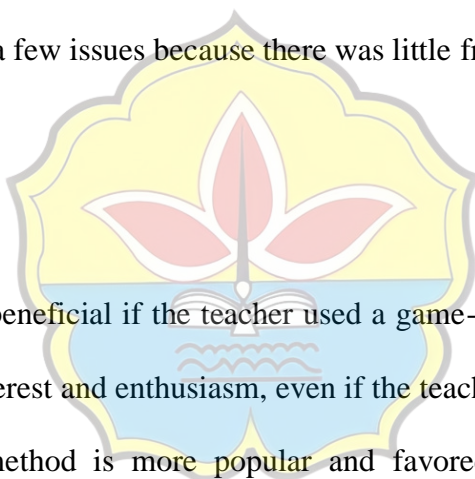 a few issues because there was little
beneficial if the teacher used a game-
erest and enthusiasm, even if the teach
method is more popular and favore